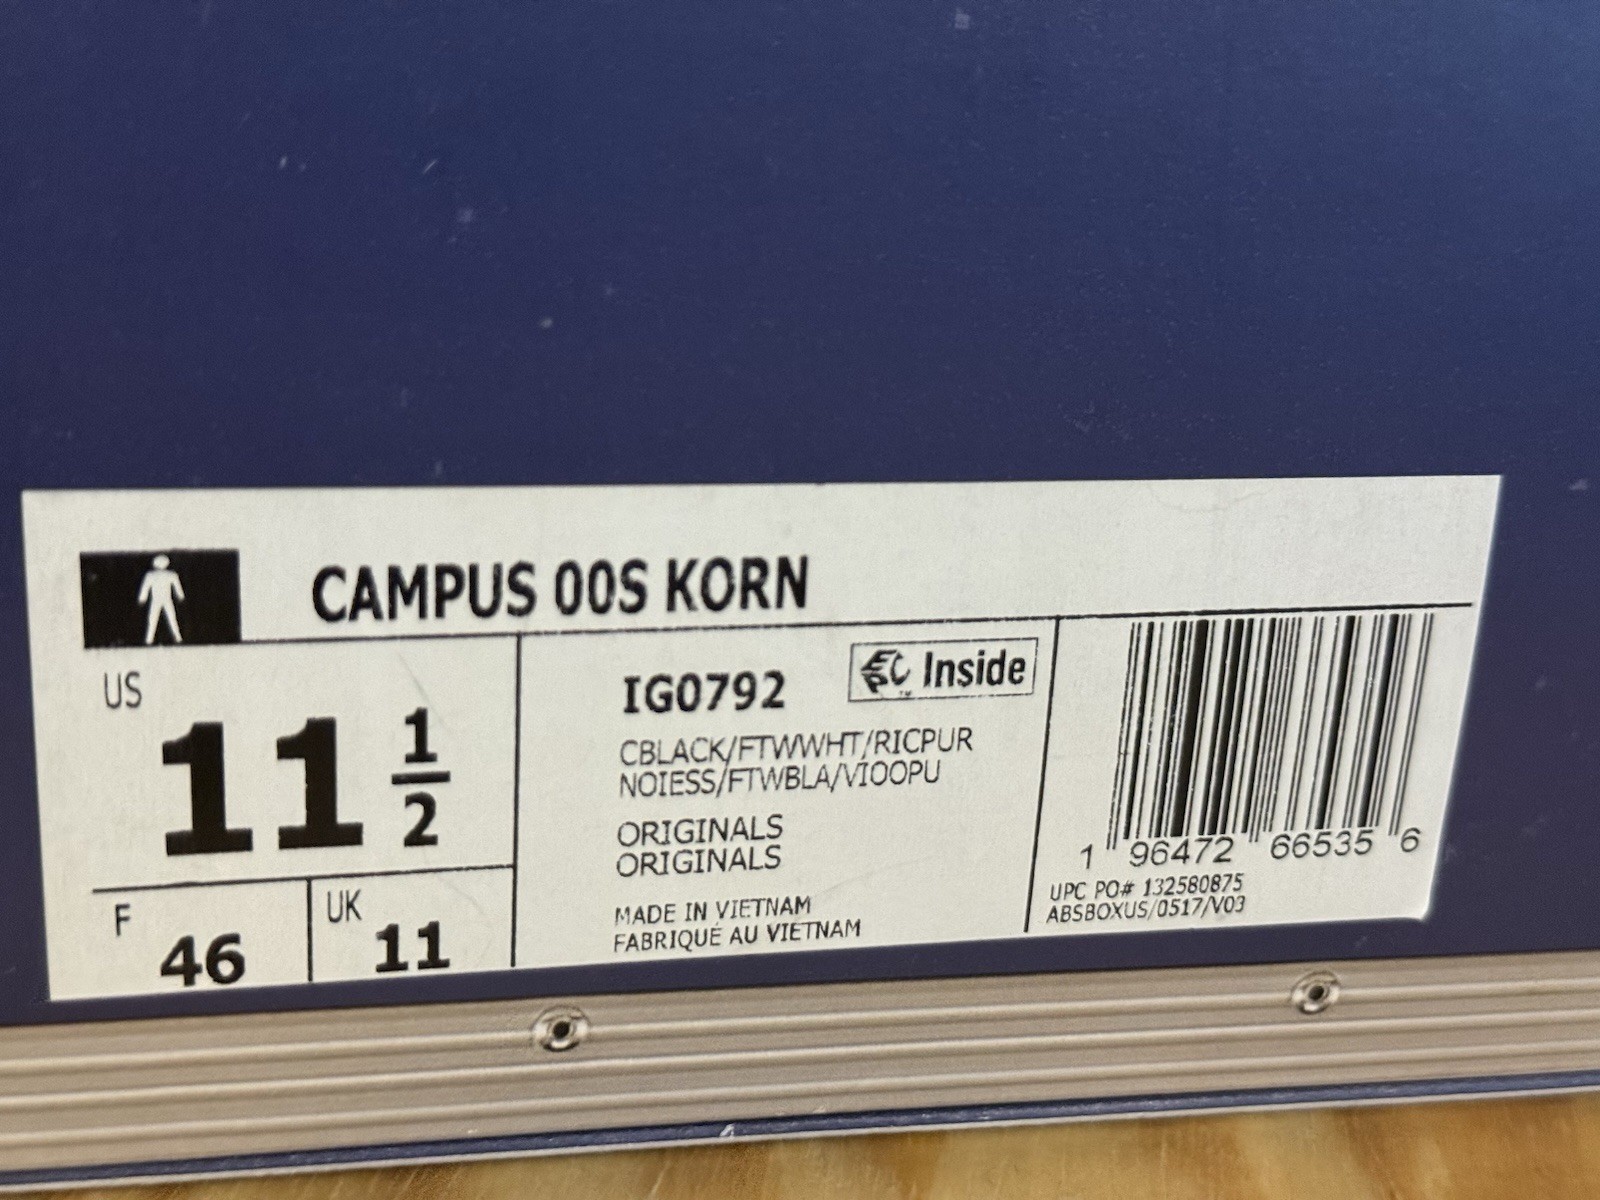 CAMPUS 00S KORN
US
11 1/2
F
46
UK
11
IG0792
EPC Inside
CBLACK/FTWWHT/RICPUR
NOIESS/FTWBLA/VIOOPU
ORIGINALS
ORIGINALS
MADE IN VIETNAM
FABRIQUÉ AU VIETNAM
1 96472 66535 6
UPC PO# 132580875
ABSBOXUS/0517/V03